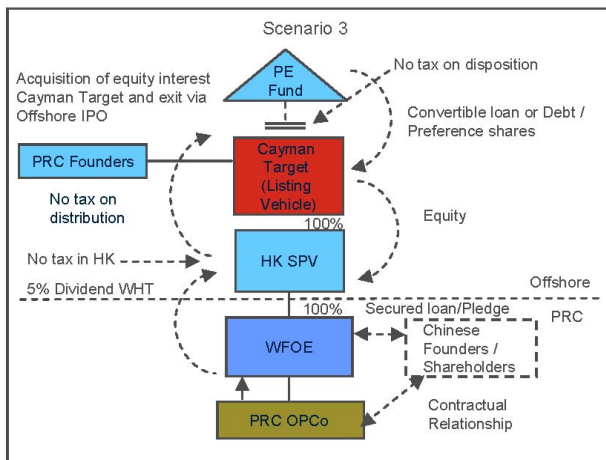 Scenario 3
PE
Fund
No tax on disposition
Acquisition of equity interest
Cayman Target and exit via
Offshore IPO
Convertible loan or Debt /
Preference shares
PRC Founders
Cayman
Target
(Listing
Vehicle)
No tax on
distribution
Equity
100%
No tax in HK
HK SPV
Offshore
5% Dividend WHT
100%
Secured loan/Pledge
PRC
WFOE
Chinese
Founders /
Shareholders
Contractual
Relationship
PRC OPCo